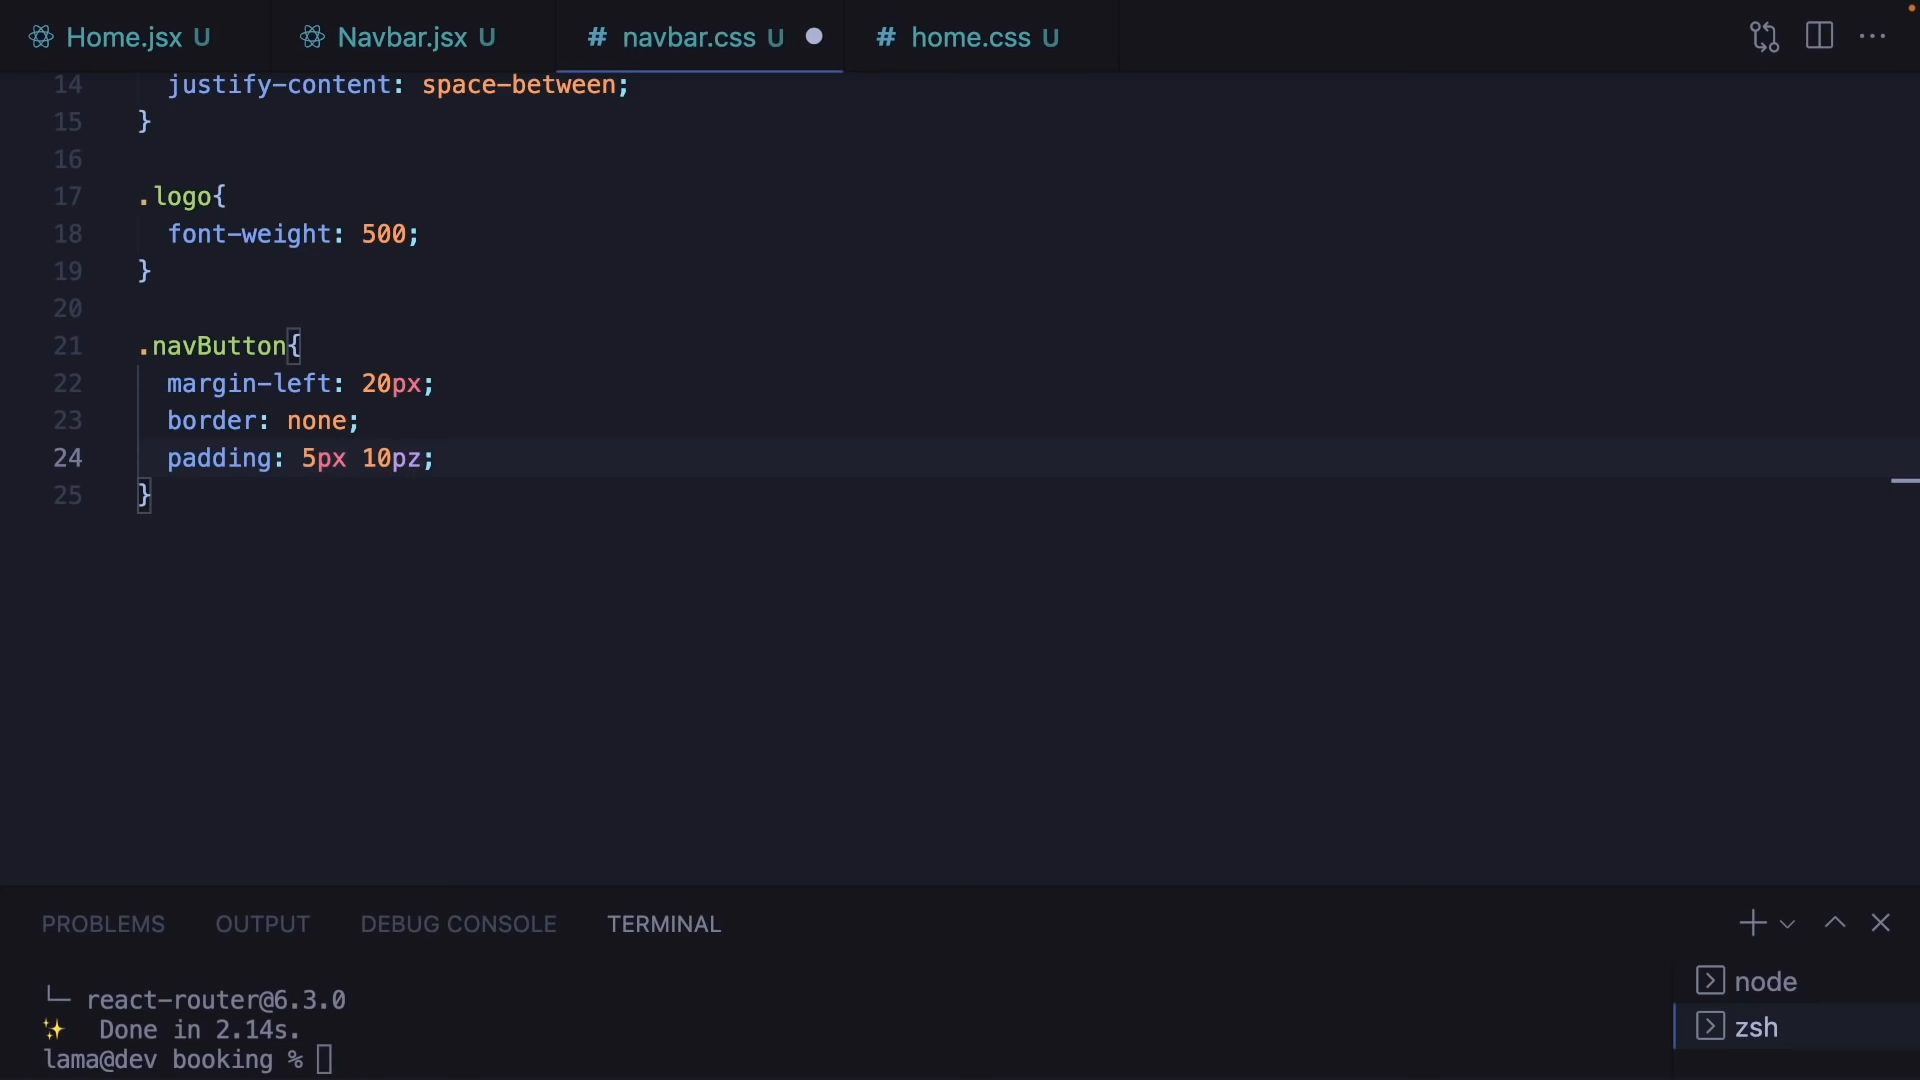 Home.jsx U
Navbar.jsx U
# navbar.css U
# home.css U
14 justify-content: space-between;
15 }
16
17 .logo{
18 font-weight: 500;
19 }
20
21 .navButton{
22 margin-left: 20px;
23 border: none;
24 padding: 5px 10pz;
25 }
PROBLEMS OUTPUT DEBUG CONSOLE TERMINAL
└─ react-router@6.3.0
✨ Done in 2.14s.
lama@dev booking %
node
zsh